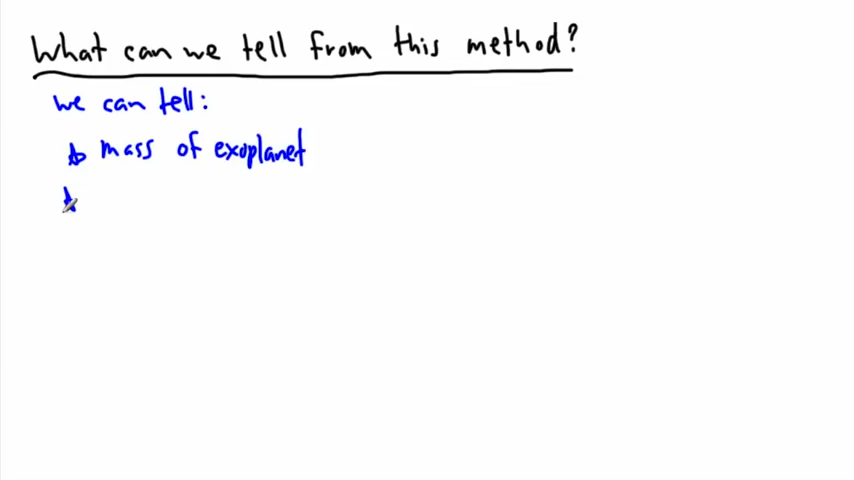 What can we tell from this method?
we can tell:
mass of exoplanet